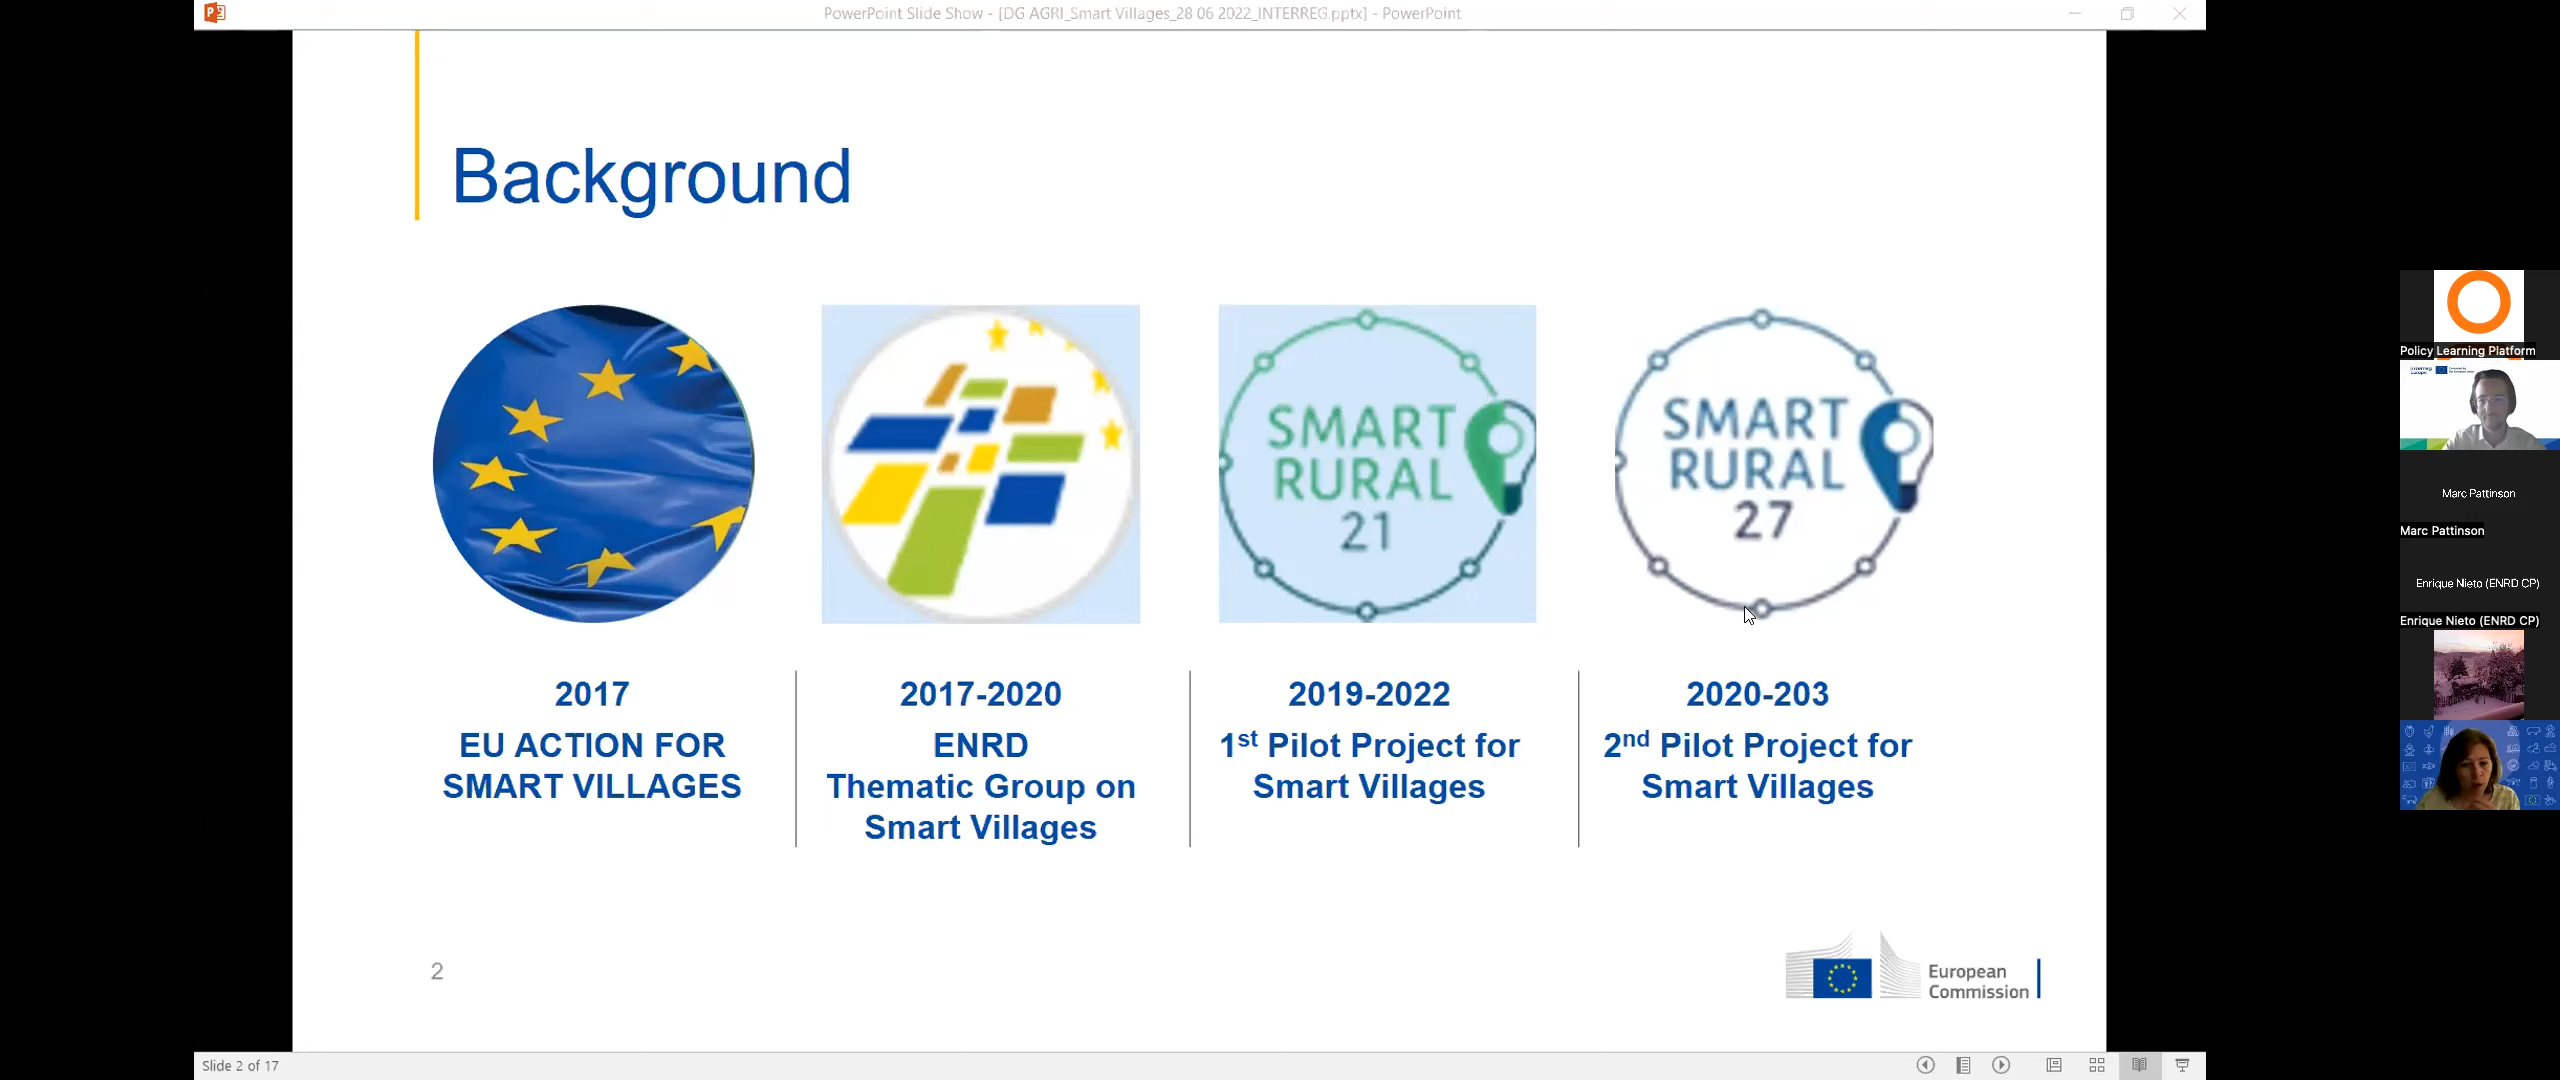 PowerPoint Slide Show - [DG AGRI_Smart Villages_28 06 2022_INTERREG.pptx] - PowerPoint
Background
SMART
RURAL
21
SMART
RURAL
27
2017
EU ACTION FOR
SMART VILLAGES
2017-2020
ENRD
Thematic Group on
Smart Villages
2019-2022
1st Pilot Project for
Smart Villages
2020-203
2nd Pilot Project for
Smart Villages
2
European
Commission
Slide 2 of 17
Policy Learning Platform
Interreg
Europe
Marc Pattinson
Marc Pattinson
Enrique Nieto (ENRD CP)
Enrique Nieto (ENRD CP)